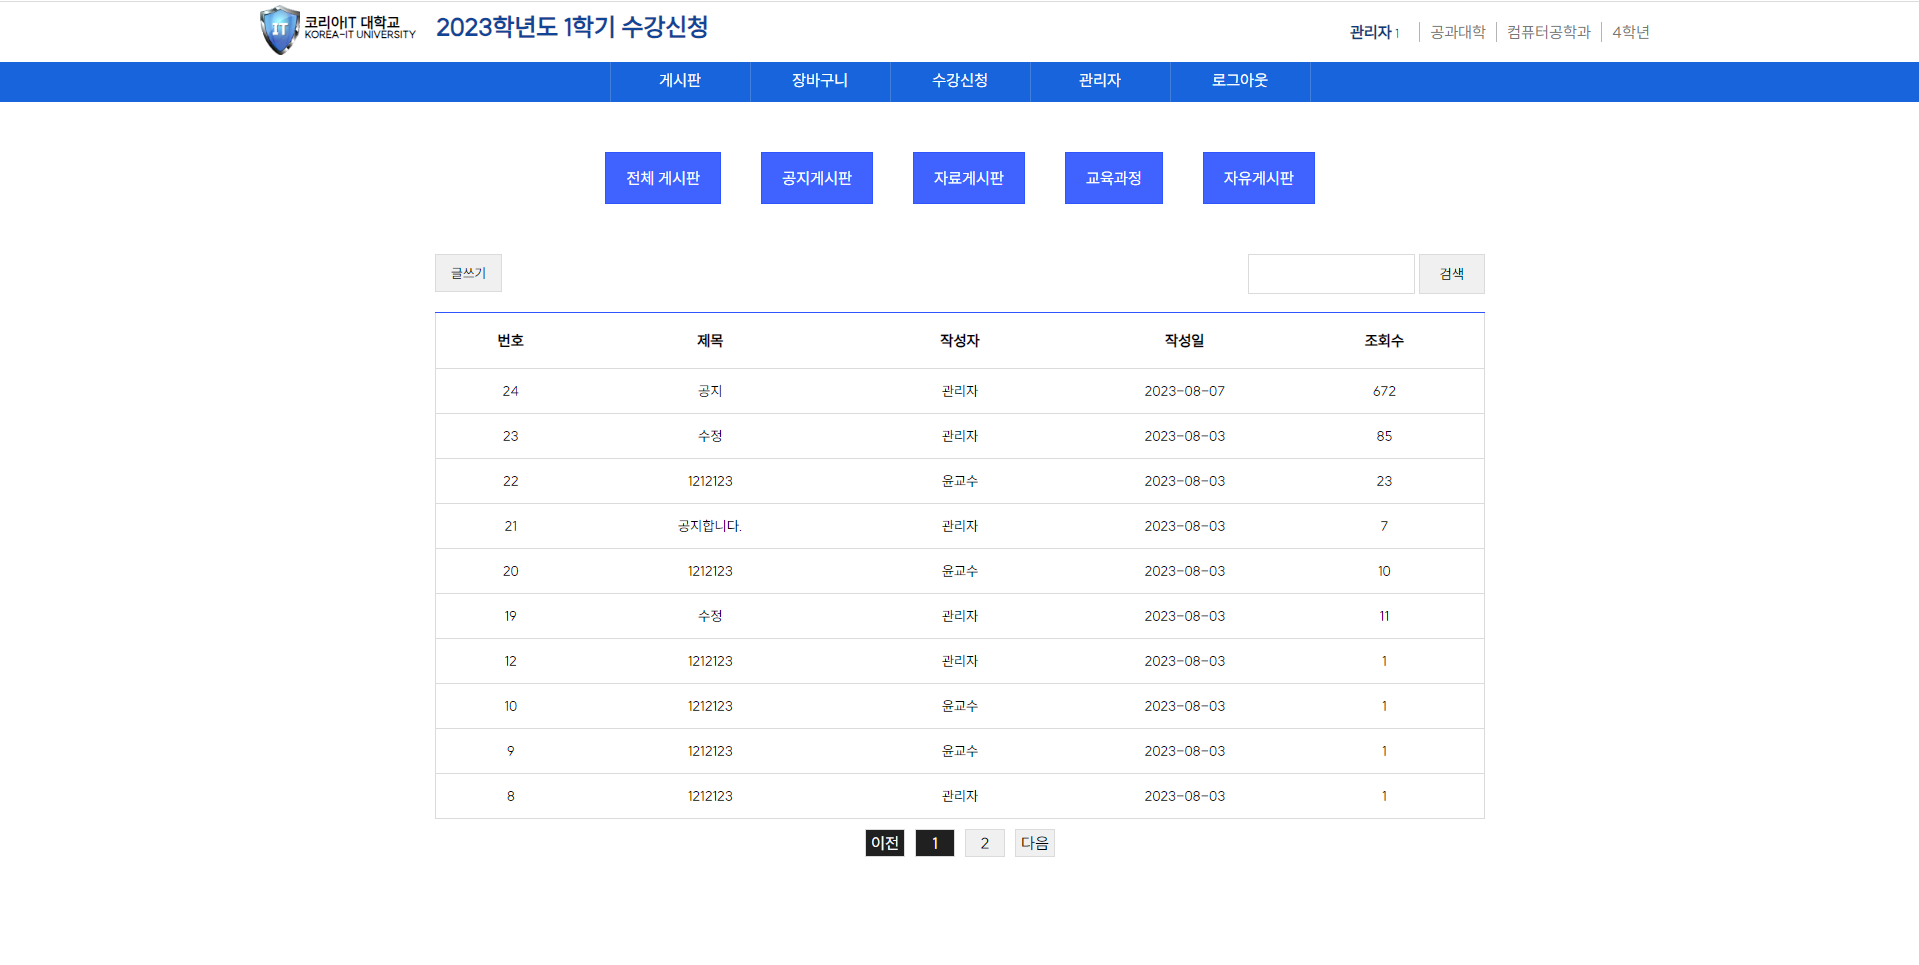 IT
코리아IT 대학교
KOREA-IT UNIVERSITY
2023학년도 1학기 수강신청
관리자 1 공과대학 컴퓨터공학과 4학년
게시판 장바구니 수강신청 관리자 로그아웃
전체 게시판 공지게시판 자료게시판 교육과정 자유게시판
글쓰기 검색
번호 제목 작성자 작성일 조회수
24 공지 관리자 2023-08-07 672
23 수정 관리자 2023-08-03 85
22 1212123 윤교수 2023-08-03 23
21 공지합니다. 관리자 2023-08-03 7
20 1212123 윤교수 2023-08-03 10
19 수정 관리자 2023-08-03 11
12 1212123 관리자 2023-08-03 1
10 1212123 윤교수 2023-08-03 1
9 1212123 윤교수 2023-08-03 1
8 1212123 관리자 2023-08-03 1
이전 1 2 다음